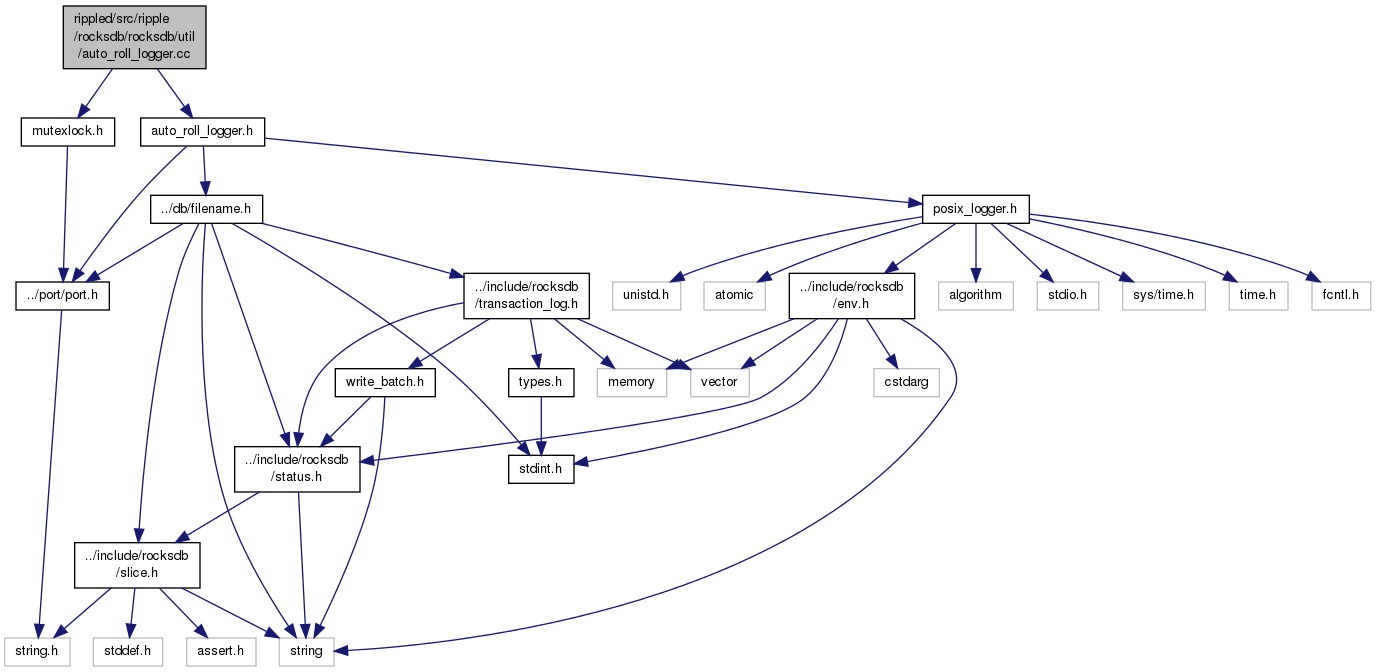 rippled/src/ripple
/rocksdb/rocksdb/util
/auto_roll_logger.cc
mutexlock.h
auto_roll_logger.h
../db/filename.h
posix_logger.h
../port/port.h
../include/rocksdb
/transaction_log.h
unistd.h
atomic
../include/rocksdb
/env.h
algorithm
stdio.h
sys/time.h
time.h
fcntl.h
write_batch.h
types.h
memory
vector
cstdarg
../include/rocksdb
/status.h
stdint.h
../include/rocksdb
/slice.h
string.h
stddef.h
assert.h
string